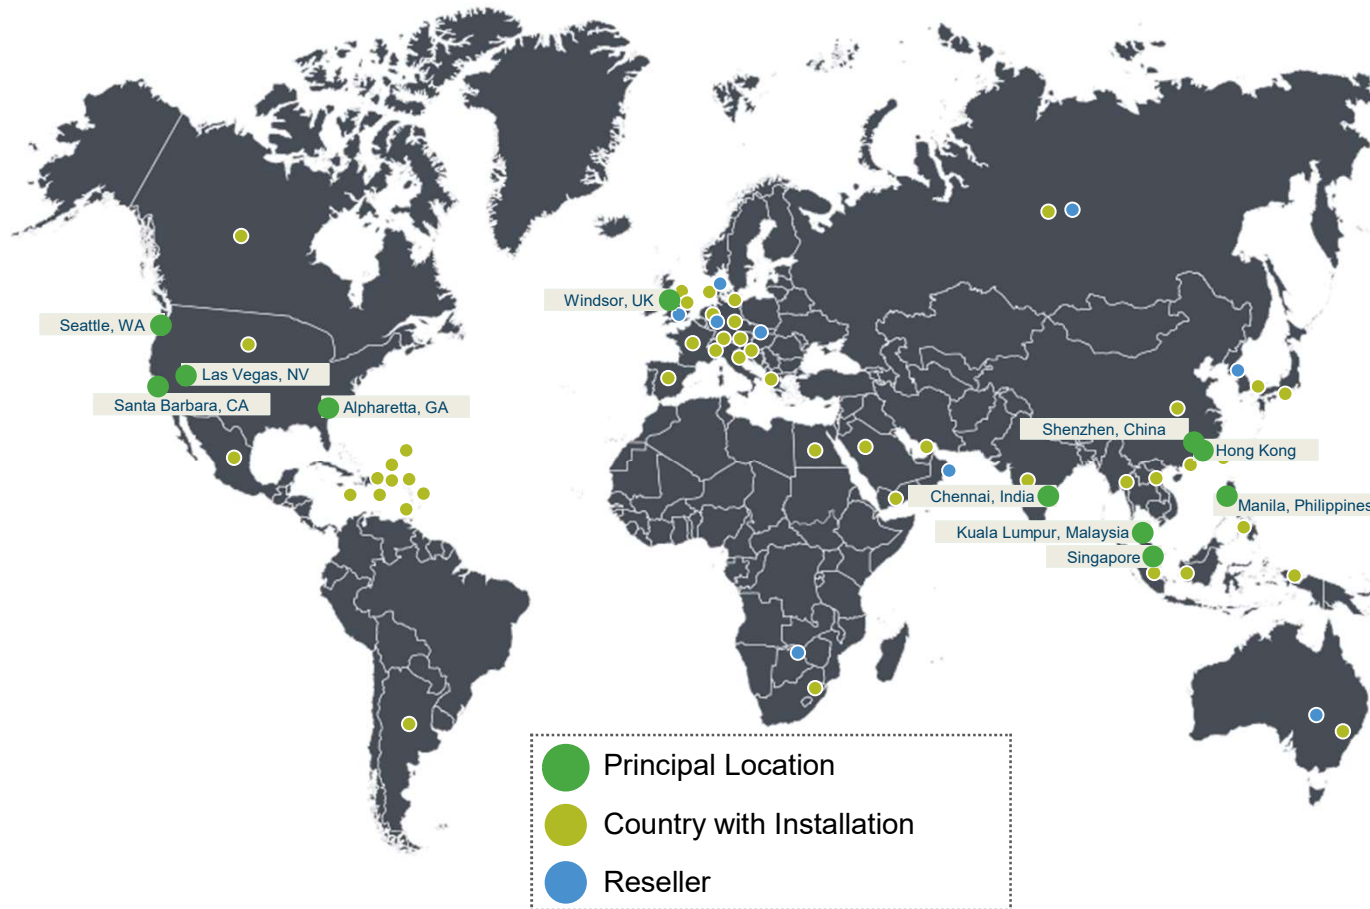 Windsor, UK
Seattle, WA
Las Vegas, NV
Santa Barbara, CA
Alpharetta, GA
Shenzhen, China
Hong Kong
Chennai, India
Manila, Philippines
Kuala Lumpur, Malaysia
Singapore
Principal Location
Country with Installation
Reseller